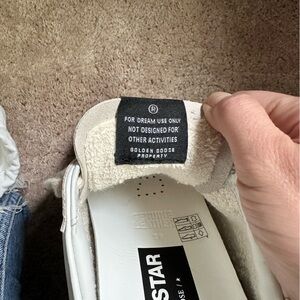 ®
FOR DREAM USE ONLY
NOT DESIGNED FOR
OTHER ACTIVITIES
GOLDEN GOOSE
PROPERTY
STAR